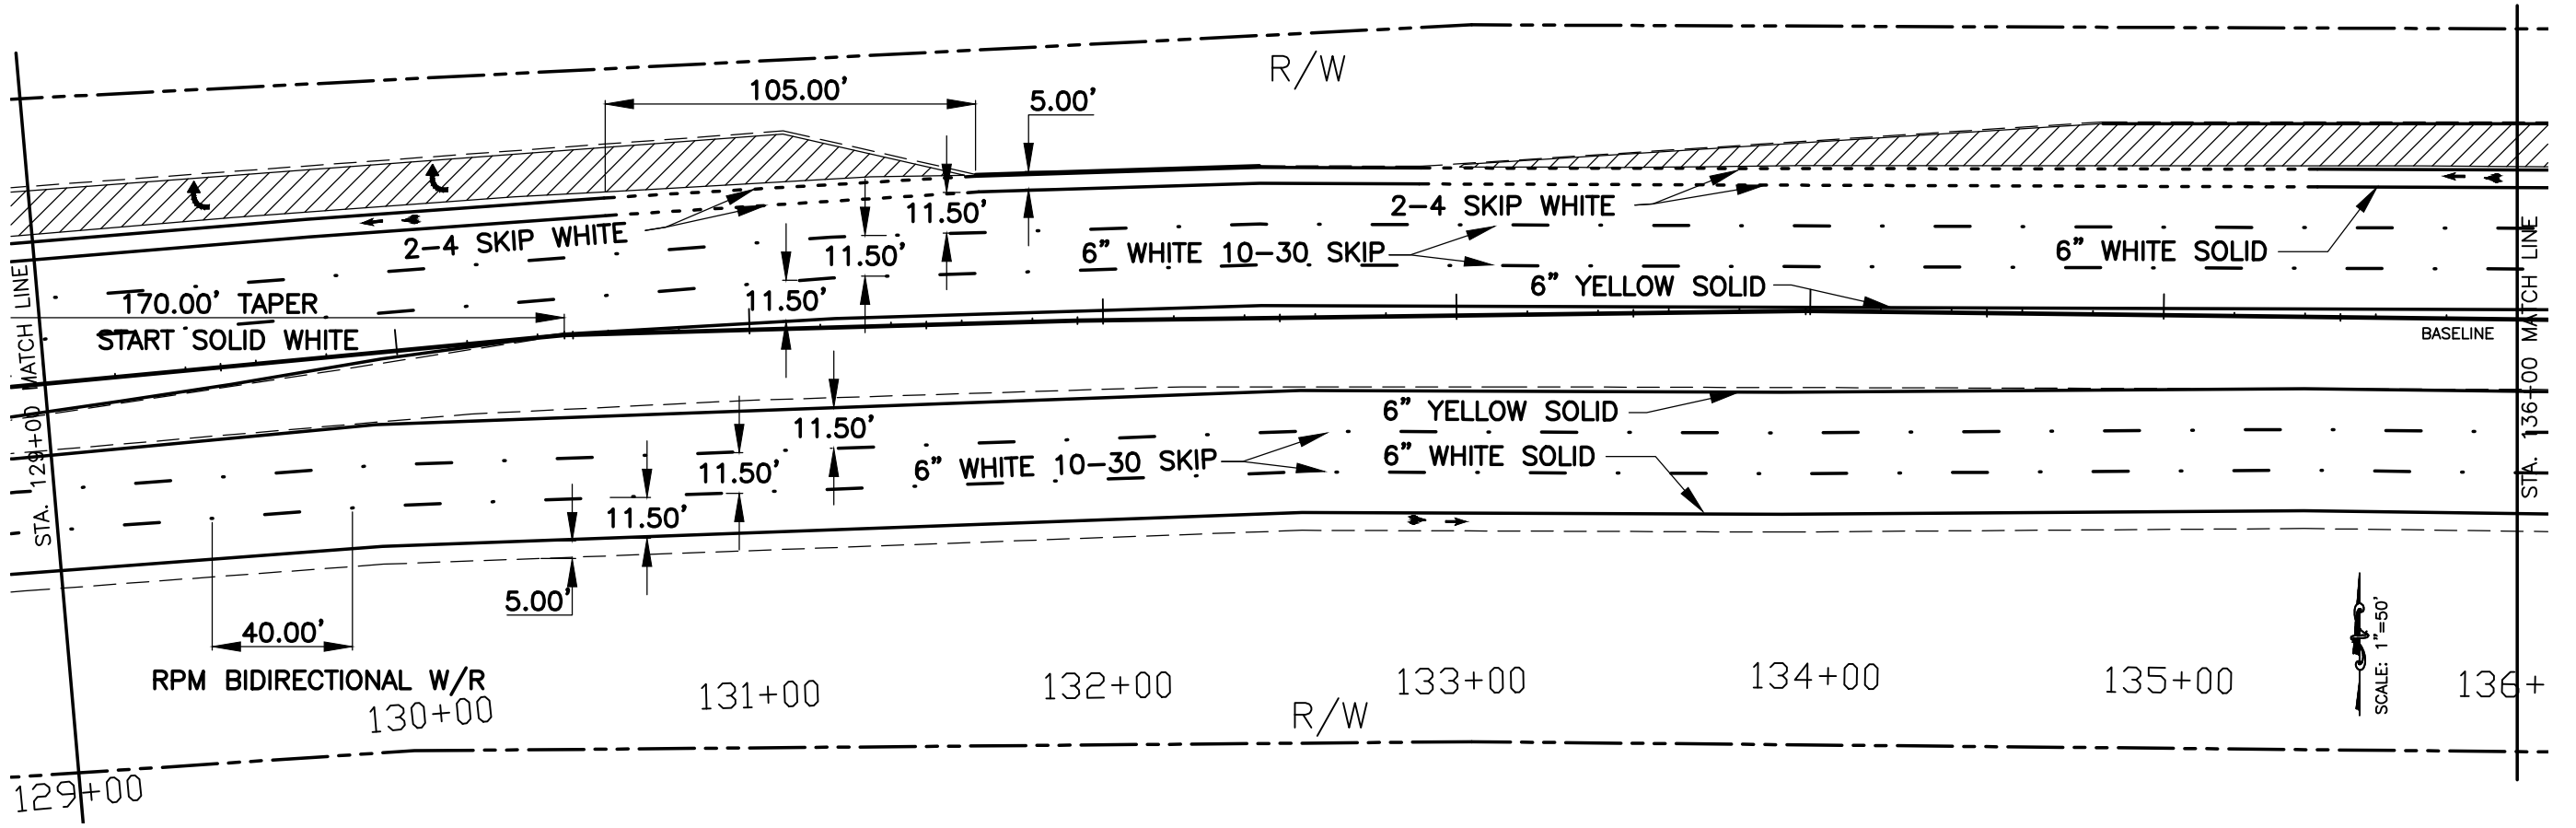 R/W
105.00’
5.00’
11.50’
2–4 SKIP WHITE
2–4 SKIP WHITE
11.50’
6” WHITE 10–30 SKIP
6” WHITE SOLID
6” YELLOW SOLID
11.50’
170.00’ TAPER
START SOLID WHITE
BASELINE
STA. 129+00 MATCH LINE
STA. 136+00 MATCH LINE
11.50’
6” YELLOW SOLID
11.50’
6” WHITE 10–30 SKIP
6” WHITE SOLID
11.50’
5.00’
40.00’
RPM BIDIRECTIONAL W/R
SCALE: 1”=50’
129+00
130+00
131+00
132+00
133+00
134+00
135+00
136+
R/W